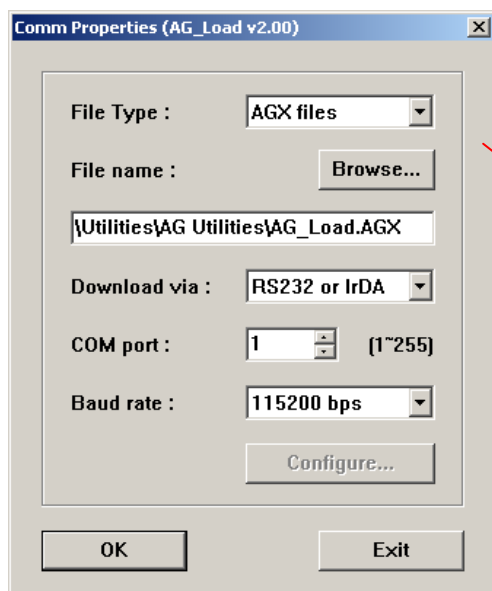 Comm Properties (AG_Load v2.00)
File Type : AGX files
File name : Browse...
\Utilities\AG Utilities\AG_Load.AGX
Download via : RS232 or IrDA
COM port : 1 (1~255)
Baud rate : 115200 bps
Configure...
OK Exit